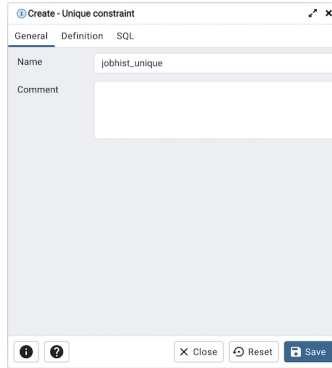 Create - Unique constraint
General Definition SQL
Name
jobhist_unique
Comment
Close Reset Save